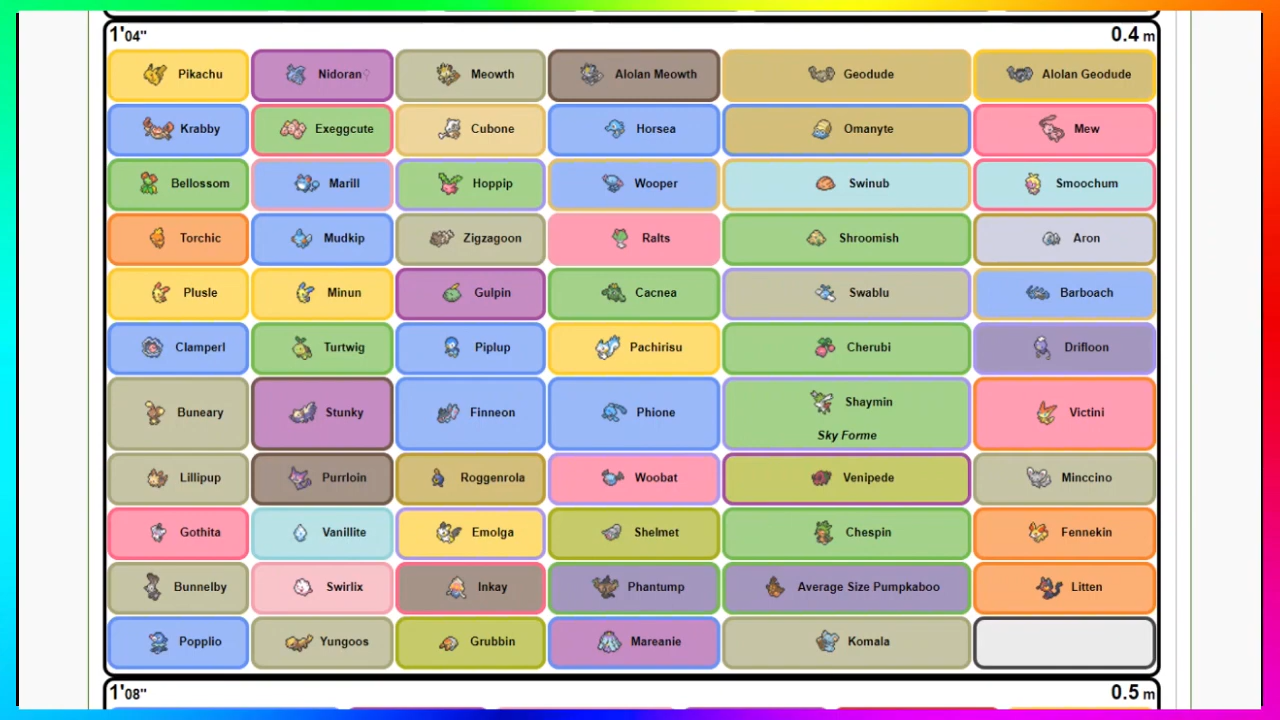 1'04" 0.4 m
Pikachu Nidoran♀ Meowth Alolan Meowth Geodude Alolan Geodude
Krabby Exeggcute Cubone Horsea Omanyte Mew
Bellossom Marill Hoppip Wooper Swinub Smoochum
Torchic Mudkip Zigzagoon Ralts Shroomish Aron
Plusle Minun Gulpin Cacnea Swablu Barboach
Clamperl Turtwig Piplup Pachirisu Cherubi Drifloon
Buneary Stunky Finneon Phione Shaymin Victini
Sky Forme
Lillipup Purrloin Roggenrola Woobat Venipede Minccino
Gothita Vanillite Emolga Shelmet Chespin Fennekin
Bunnelby Swirlix Inkay Phantump Average Size Pumpkaboo Litten
Popplio Yungoos Grubbin Mareanie Komala
1'08" 0.5 m